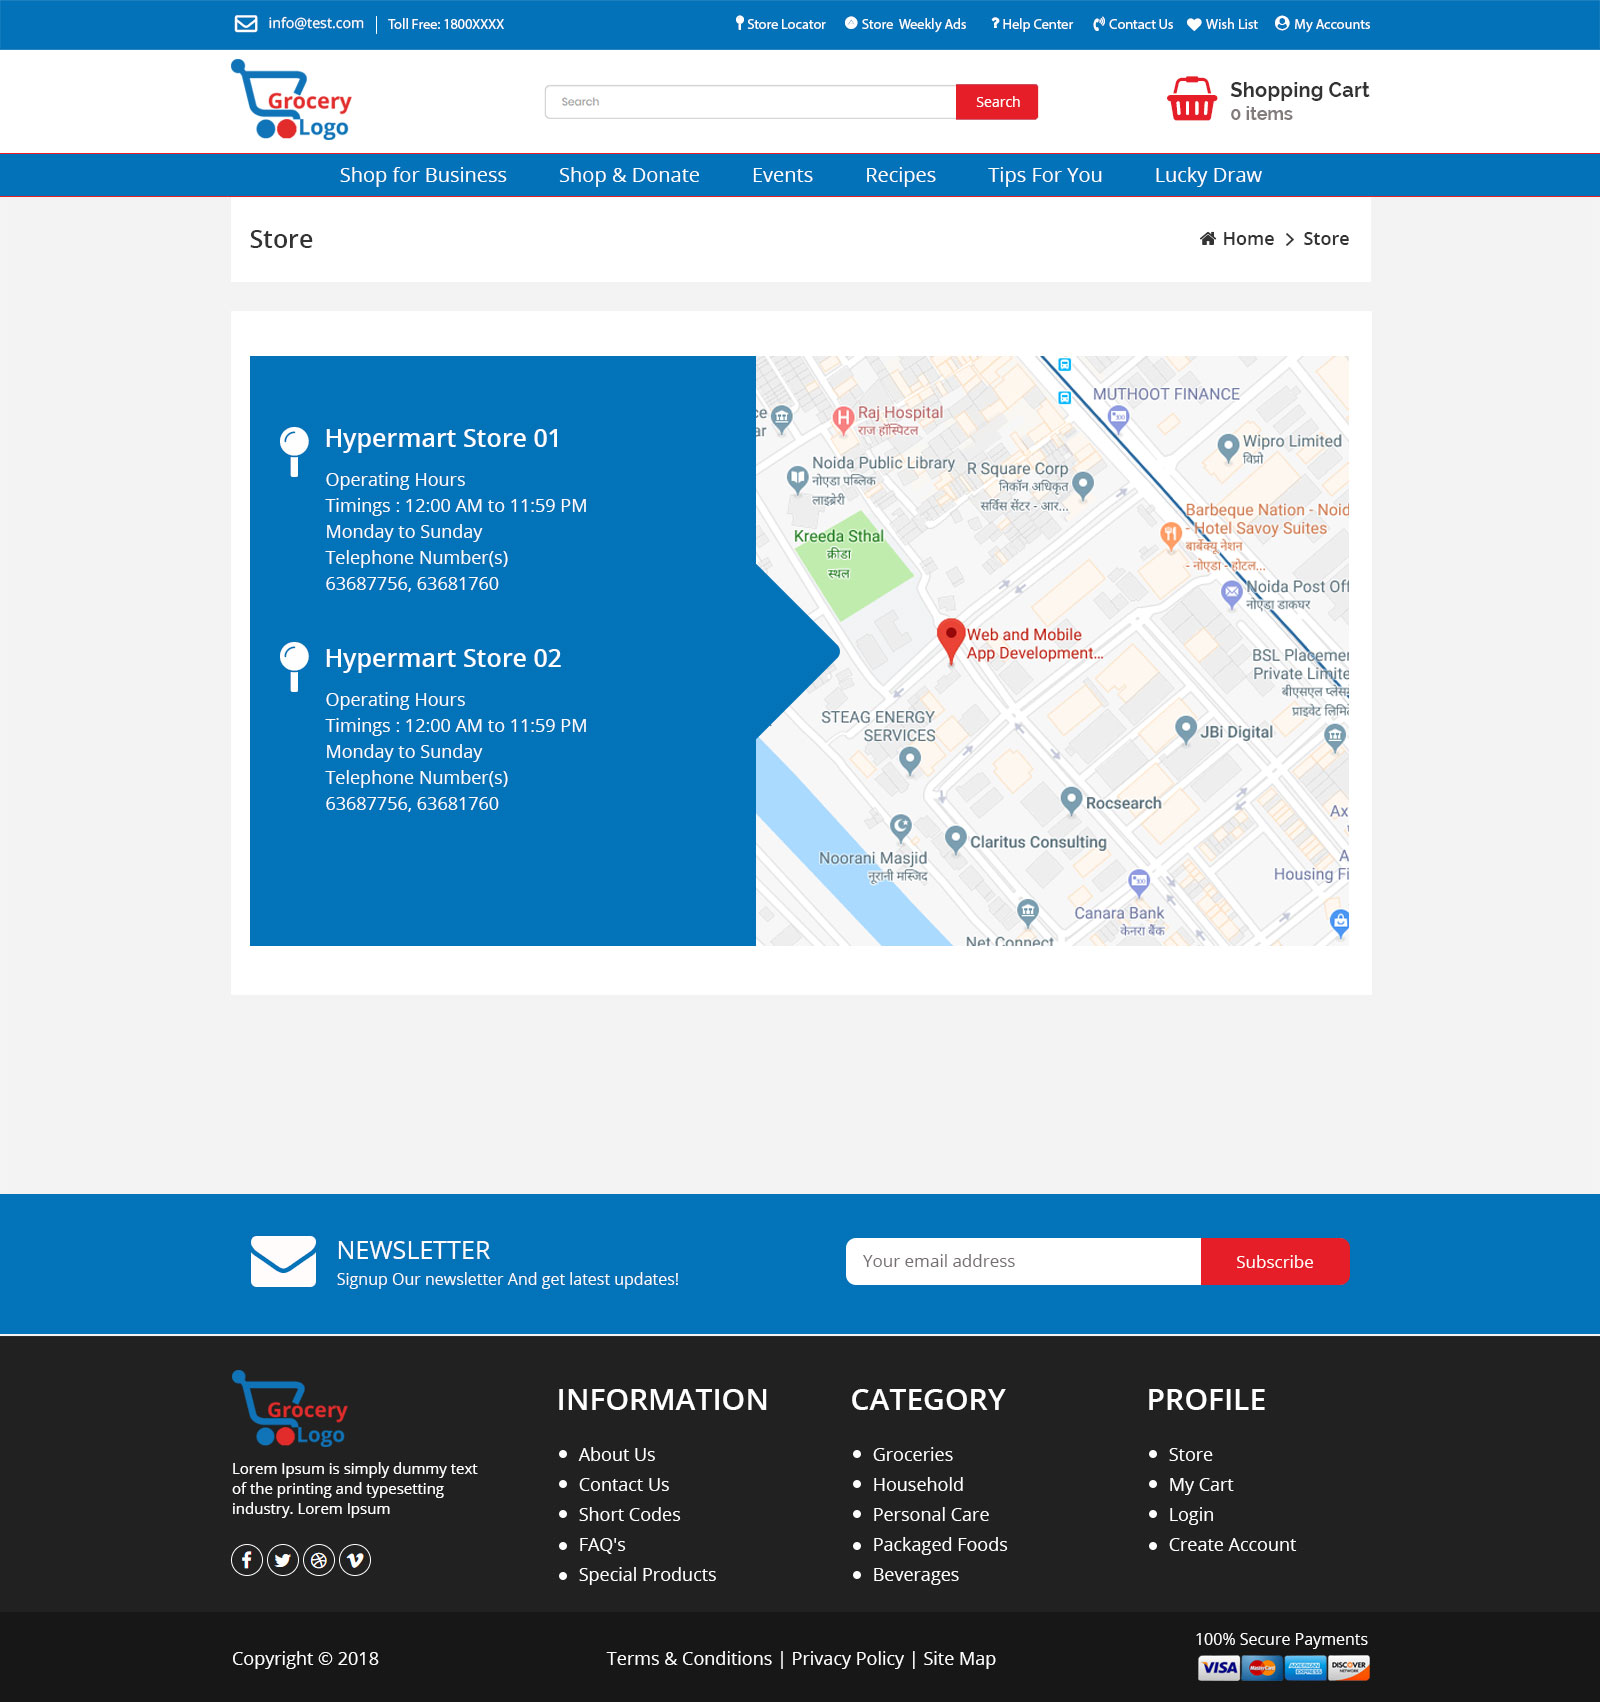 info@test.com | Toll Free: 1800XXXX
Store Locator
Store Weekly Ads
? Help Center
Contact Us
Wish List
My Accounts
Grocery
Logo
Search
Search
Shopping Cart
0 items
Shop for Business
Shop & Donate
Events
Recipes
Tips For You
Lucky Draw
Store
Home > Store
Hypermart Store 01
Operating Hours
Timings : 12:00 AM to 11:59 PM
Monday to Sunday
Telephone Number(s)
63687756, 63681760
Hypermart Store 02
Operating Hours
Timings : 12:00 AM to 11:59 PM
Monday to Sunday
Telephone Number(s)
63687756, 63681760
MUTHOOT FINANCE
Raj Hospital
राज हॉस्पिटल
Wipro Limited
विप्रो
Noida Public Library
नोएडा पब्लिक
लाइब्रेरी
R Square Corp
निकॉन अधिकृत
सर्विस सेंटर - आर...
Barbeque Nation - Noid
- Hotel Savoy Suites
बार्बेक्यू नेशन
- नोएडा - होटल...
Kreeda Sthal
क्रीडा
स्थल
Noida Post Off
नोएडा डाकघर
Web and Mobile
App Development...
BSL Placemen
Private Limite
बीएसएल प्लेस
प्राइवेट लिमि
STEAG ENERGY
SERVICES
JBi Digital
Rocsearch
Ax
Claritus Consulting
Noorani Masjid
नूरानी मस्जिद
A
Housing Fi
Canara Bank
केनरा बैंक
Net Connect
NEWSLETTER
Signup Our newsletter And get latest updates!
Your email address
Subscribe
Grocery
Logo
Lorem Ipsum is simply dummy text
of the printing and typesetting
industry. Lorem Ipsum
INFORMATION
About Us
Contact Us
Short Codes
FAQ's
Special Products
CATEGORY
Groceries
Household
Personal Care
Packaged Foods
Beverages
PROFILE
Store
My Cart
Login
Create Account
Copyright © 2018
Terms & Conditions | Privacy Policy | Site Map
100% Secure Payments
VISA
MasterCard
AMERICAN EXPRESS
DISCOVER
NETWORK